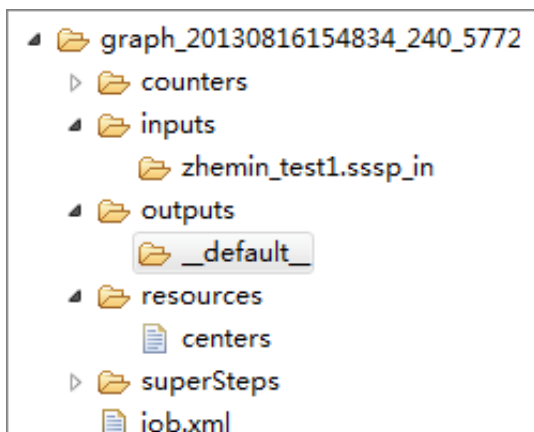 graph_20130816154834_240_5772
counters
inputs
zhemin_test1.sssp_in
outputs
__default__
resources
centers
superSteps
job.xml